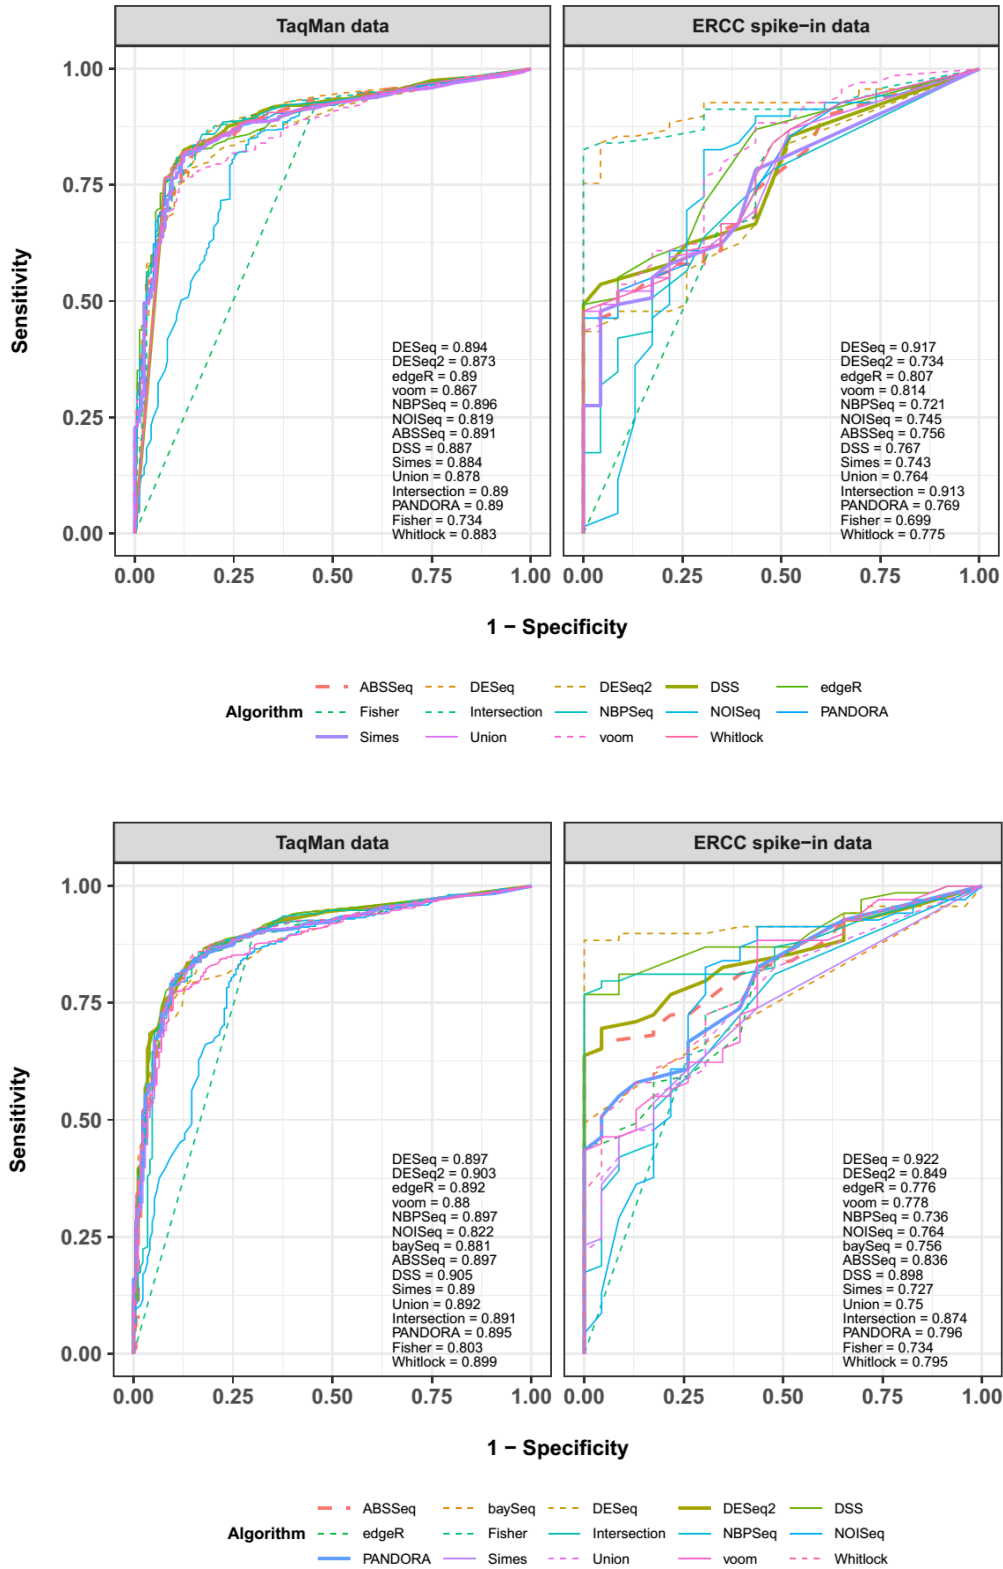 TaqMan data
ERCC spike−in data
1.00
0.75
0.50
0.25
0.00
Sensitivity
DESeq = 0.894
DESeq2 = 0.873
edgeR = 0.89
voom = 0.867
NBPSeq = 0.896
NOISeq = 0.819
ABSSeq = 0.891
DSS = 0.887
Simes = 0.884
Union = 0.878
Intersection = 0.89
PANDORA = 0.89
Fisher = 0.734
Whitlock = 0.883
DESeq = 0.917
DESeq2 = 0.734
edgeR = 0.807
voom = 0.814
NBPSeq = 0.721
NOISeq = 0.745
ABSSeq = 0.756
DSS = 0.767
Simes = 0.743
Union = 0.764
Intersection = 0.913
PANDORA = 0.769
Fisher = 0.699
Whitlock = 0.775
0.00 0.25 0.50 0.75 1.00
0.00 0.25 0.50 0.75 1.00
1 − Specificity
Algorithm
ABSSeq DESeq DESeq2 DSS edgeR
Fisher Intersection NBPSeq NOISeq PANDORA
Simes Union voom Whitlock
TaqMan data
ERCC spike−in data
1.00
0.75
0.50
0.25
0.00
Sensitivity
DESeq = 0.897
DESeq2 = 0.903
edgeR = 0.892
voom = 0.88
NBPSeq = 0.897
NOISeq = 0.822
baySeq = 0.881
ABSSeq = 0.897
DSS = 0.905
Simes = 0.89
Union = 0.892
Intersection = 0.891
PANDORA = 0.895
Fisher = 0.803
Whitlock = 0.899
DESeq = 0.922
DESeq2 = 0.849
edgeR = 0.776
voom = 0.778
NBPSeq = 0.736
NOISeq = 0.764
baySeq = 0.756
ABSSeq = 0.836
DSS = 0.898
Simes = 0.727
Union = 0.75
Intersection = 0.874
PANDORA = 0.796
Fisher = 0.734
Whitlock = 0.795
0.00 0.25 0.50 0.75 1.00
0.00 0.25 0.50 0.75 1.00
1 − Specificity
Algorithm
ABSSeq baySeq DESeq DESeq2 DSS
edgeR Fisher Intersection NBPSeq NOISeq
PANDORA Simes Union voom Whitlock